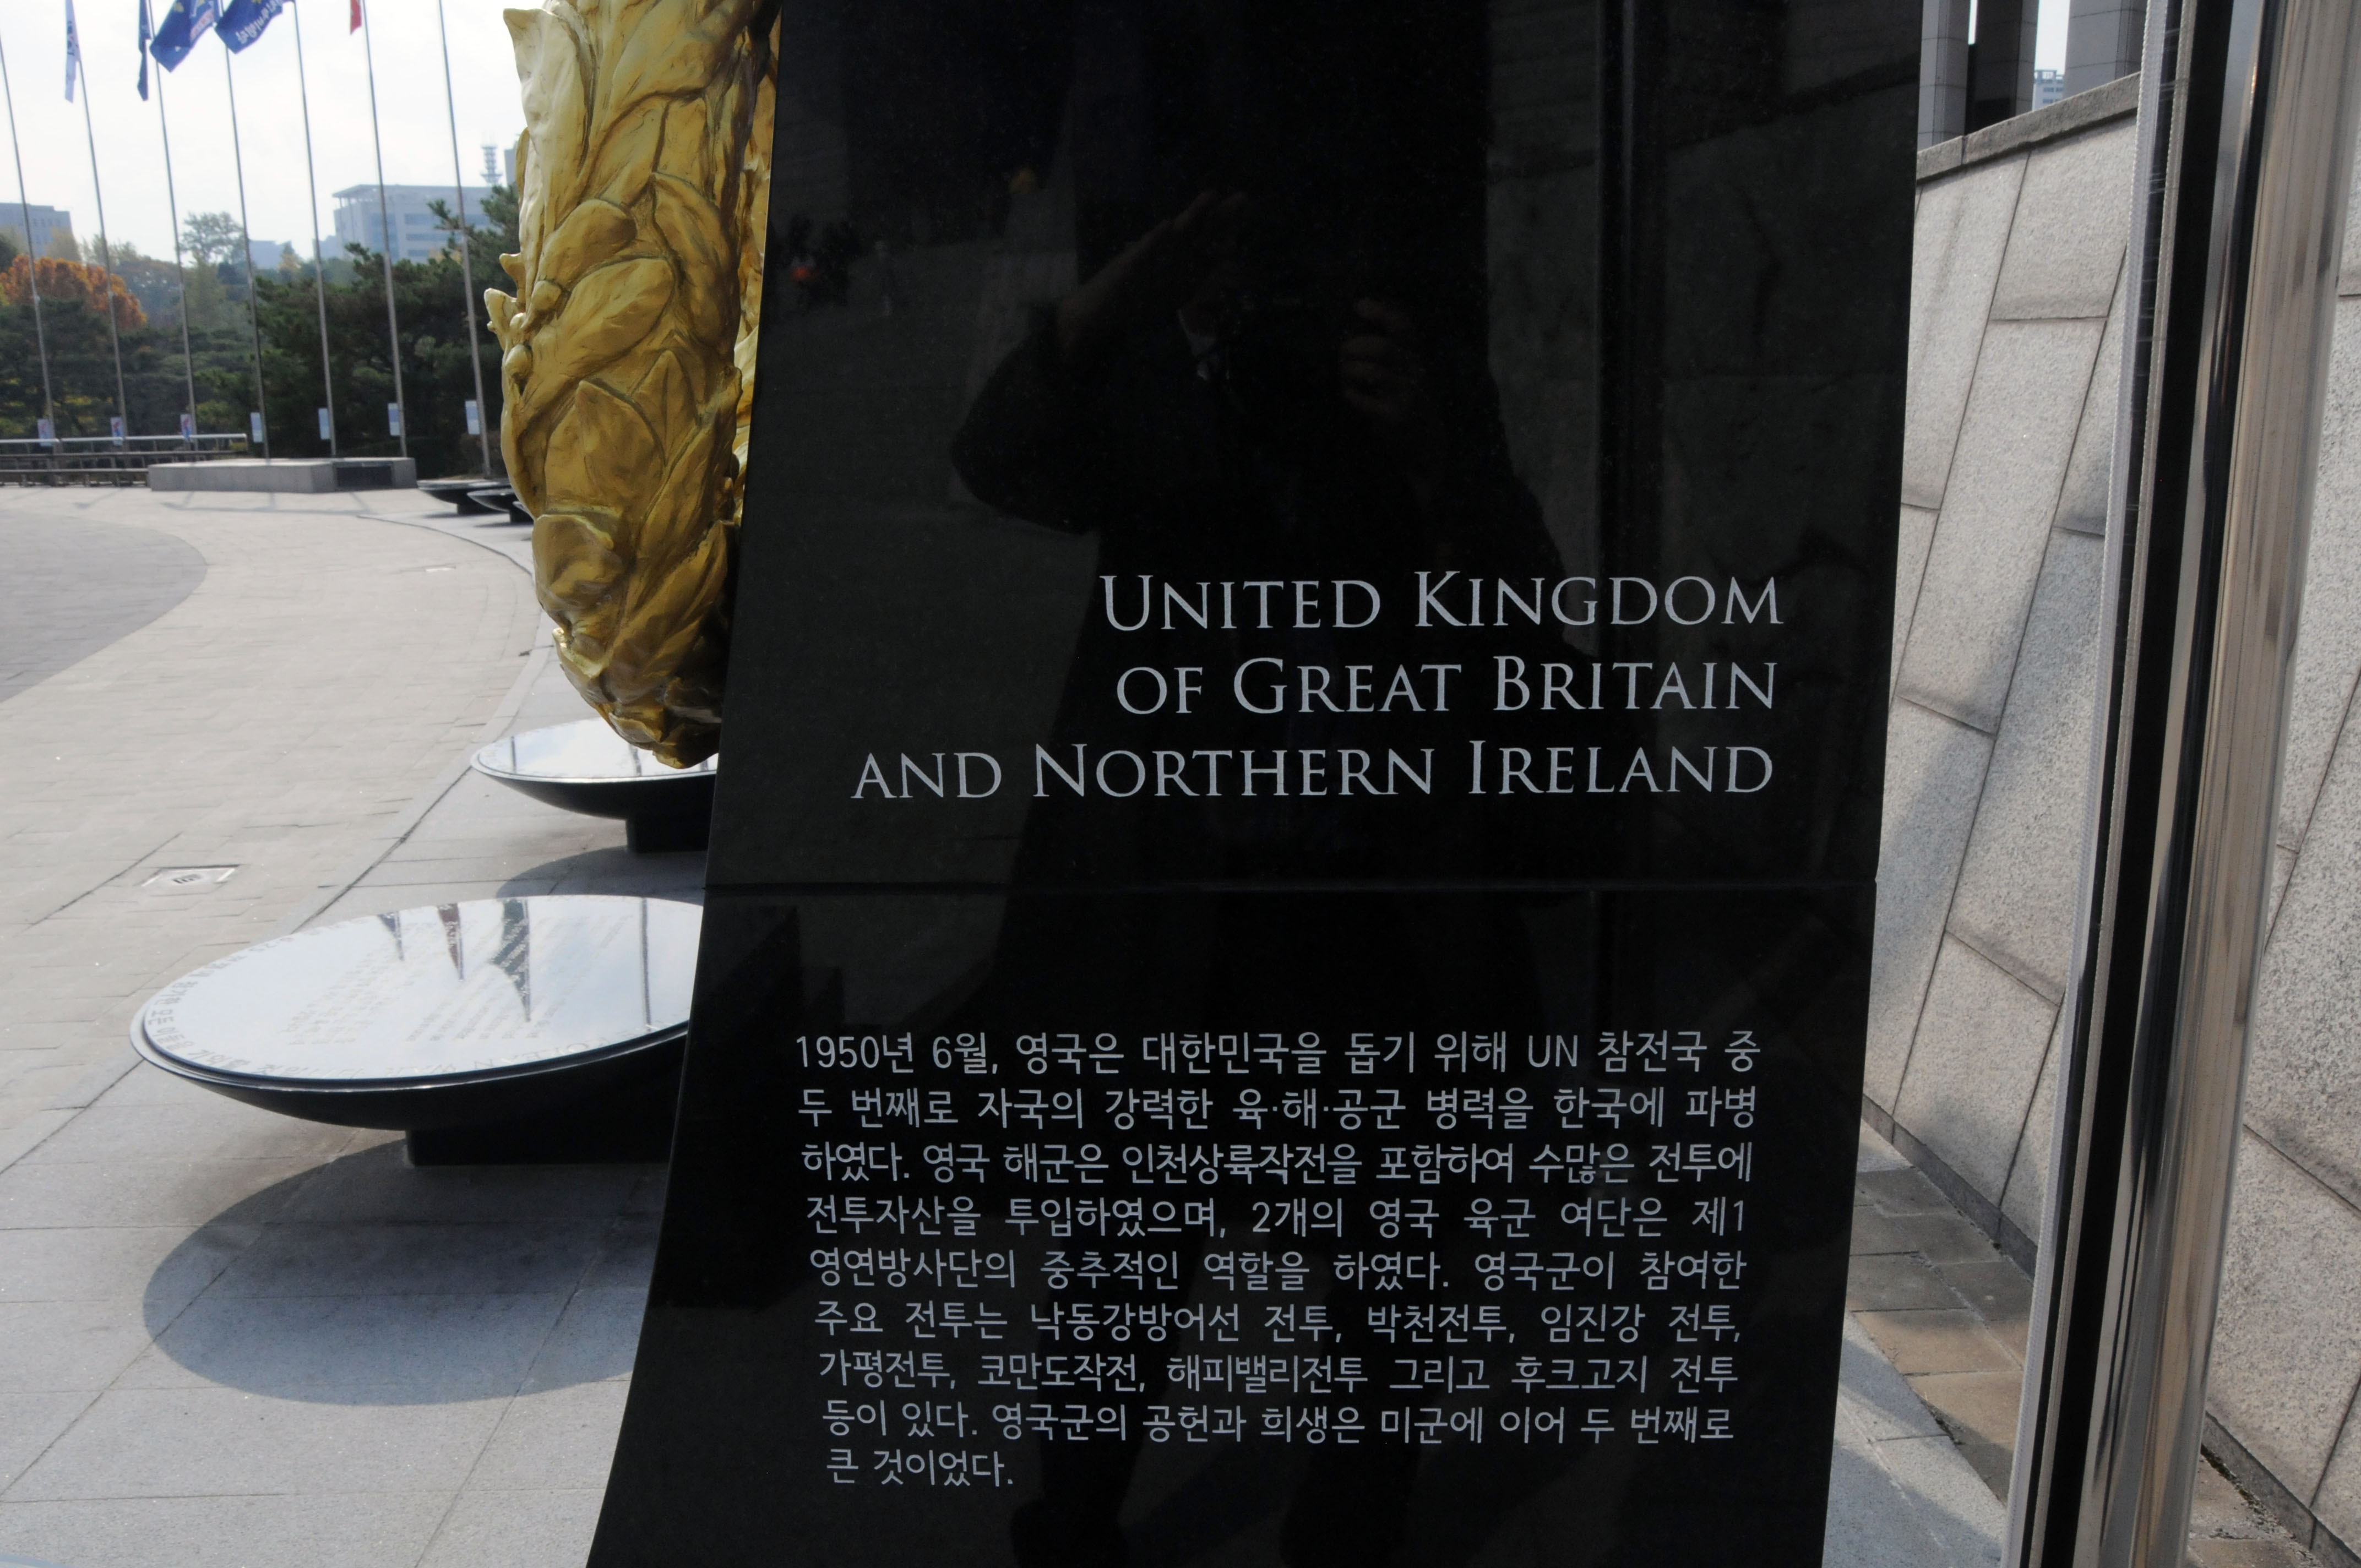 UNITED KINGDOM
OF GREAT BRITAIN
AND NORTHERN IRELAND
1950년 6월, 영국은 대한민국을 돕기 위해 UN 참전국 중
두 번째로 자국의 강력한 육·해·공군 병력을 한국에 파병
하였다. 영국 해군은 인천상륙작전을 포함하여 수많은 전투에
전투자산을 투입하였으며, 2개의 영국 육군 여단은 제1
영연방사단의 중추적인 역할을 하였다. 영국군이 참여한
주요 전투는 낙동강방어선 전투, 박천전투, 임진강 전투,
가평전투, 코만도작전, 해피밸리전투 그리고 후크고지 전투
등이 있다. 영국군의 공헌과 희생은 미군에 이어 두 번째로
큰 것이었다.